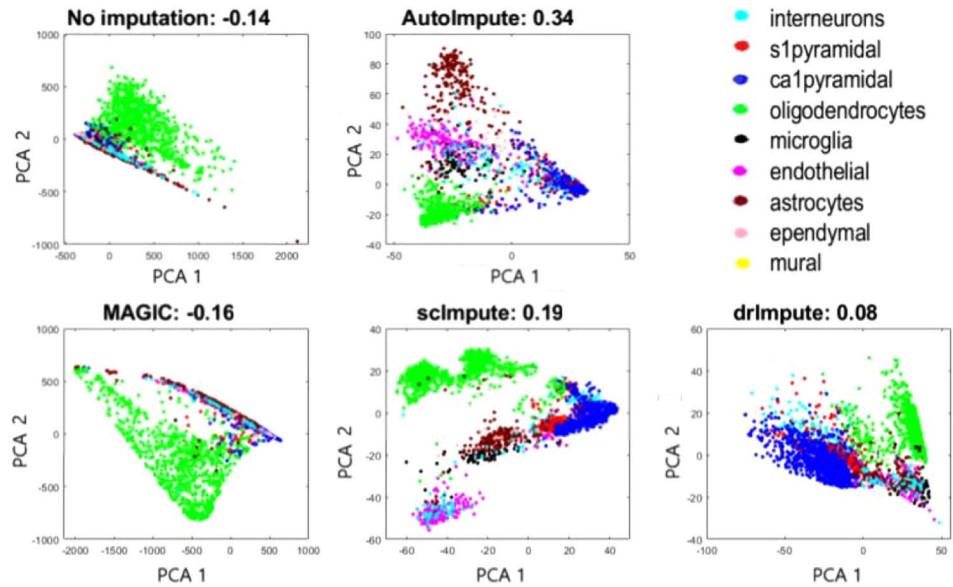 No imputation: -0.14
1000
500
0
-500
-1000
-500
0
500
1000
1500
2000
PCA 2
PCA 1
AutoImpute: 0.34
100
80
60
40
20
0
-20
-40
-50
0
50
PCA 2
PCA 1
interneurons
s1pyramidal
ca1pyramidal
oligodendrocytes
microglia
endothelial
astrocytes
ependymal
mural
MAGIC: -0.16
1000
500
0
-500
-1000
-2000
-1500
-1000
-500
0
500
1000
PCA 2
PCA 1
scImpute: 0.19
40
20
0
-20
-40
-60
-60
-40
-20
0
20
40
PCA 2
PCA 1
drImpute: 0.08
60
40
20
0
-20
-40
-100
-50
0
50
PCA 2
PCA 1